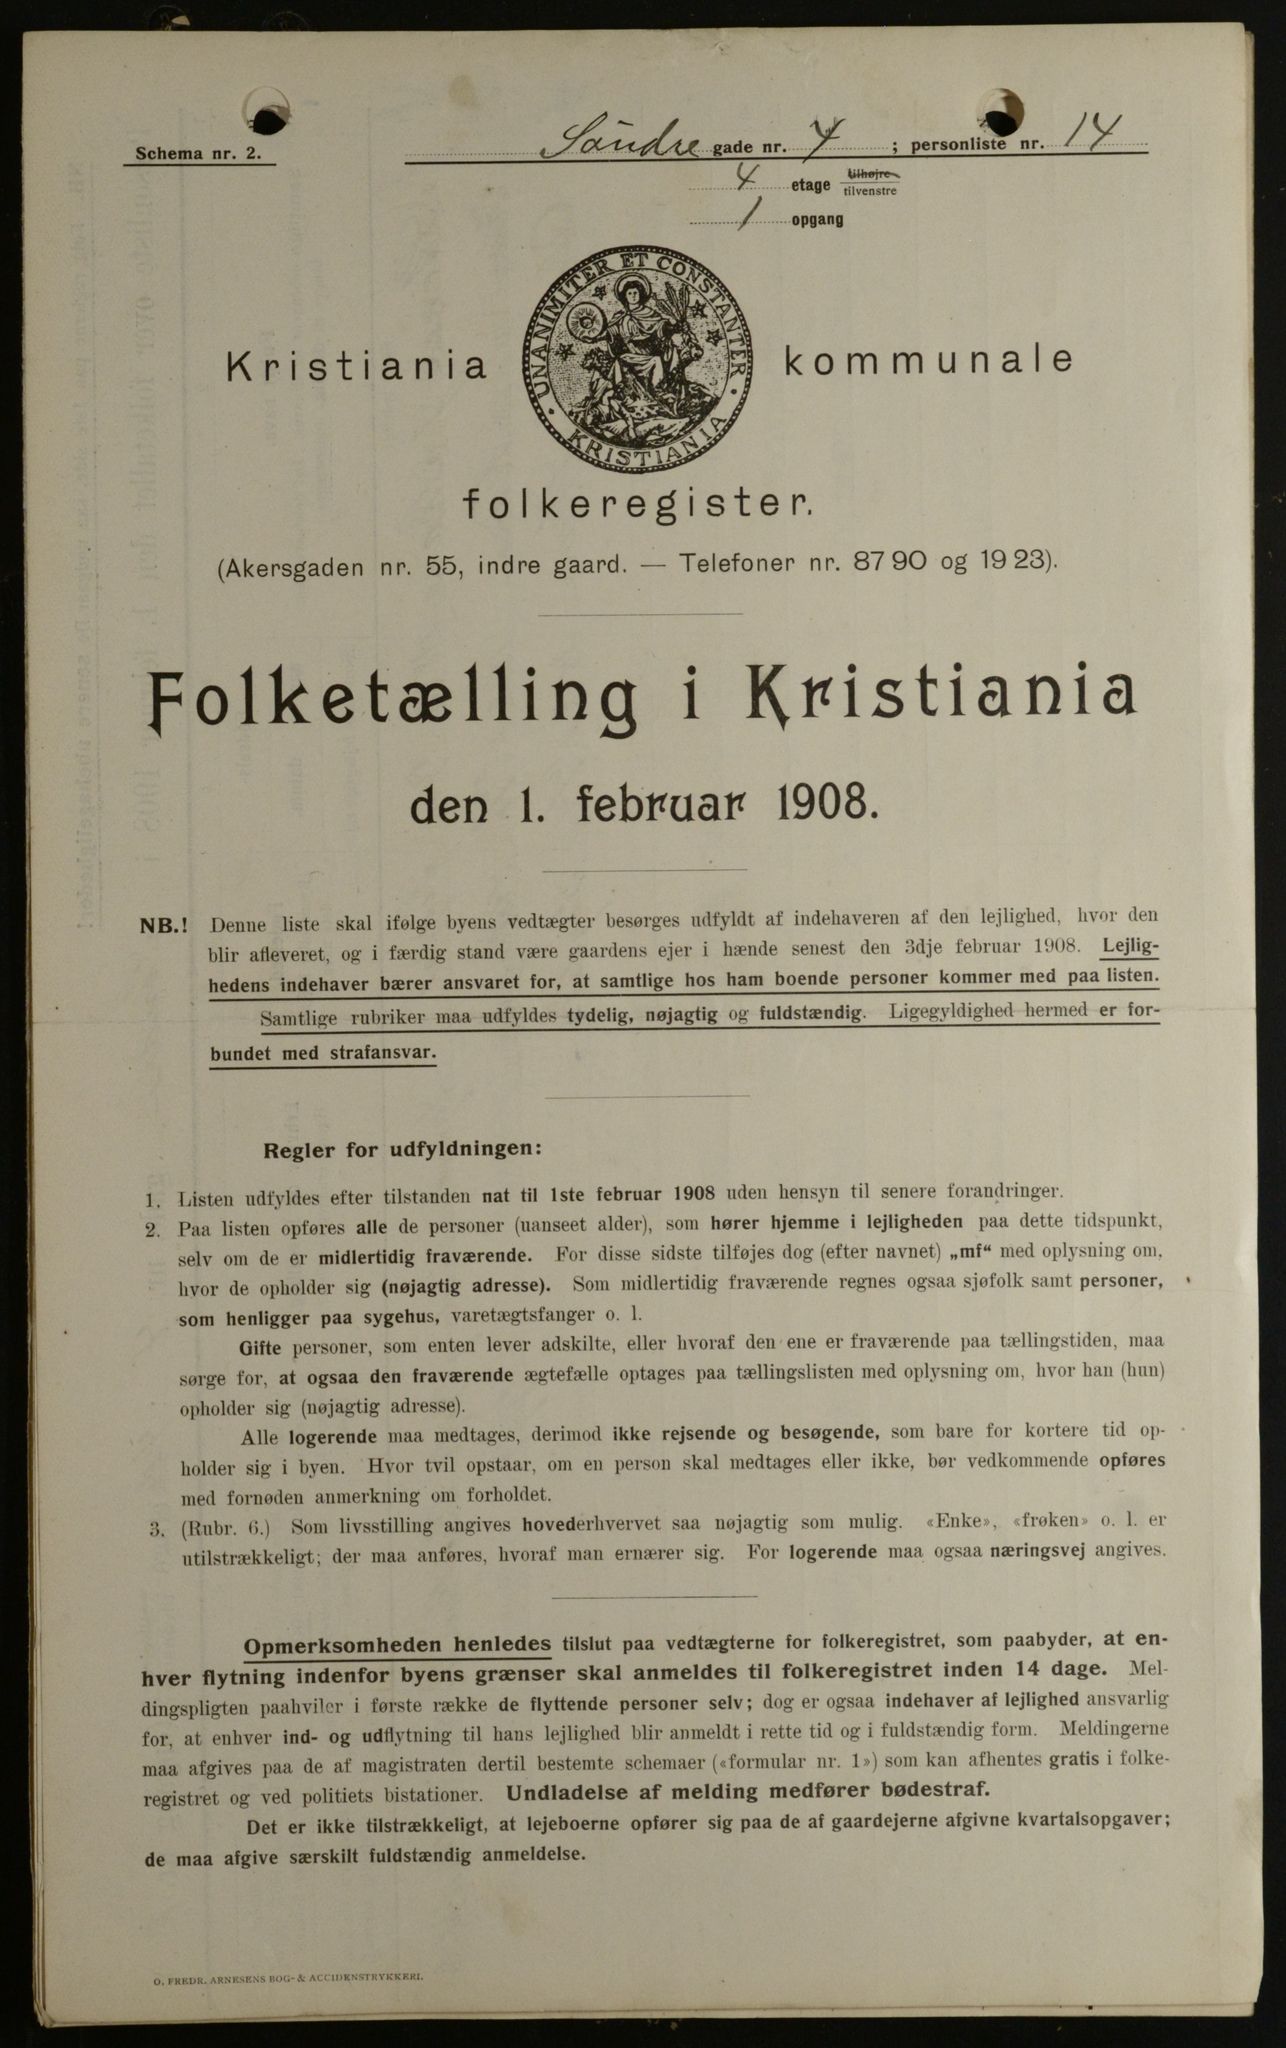 Schema nr. 2.
Söndre gade nr. 4 ; personliste nr. 14
4 etage tilhøjre
tilvenstre
1 opgang
UNANIMITER ET CONSTANTER
KRISTIANIA
Kristiania kommunale
folkeregister.
(Akersgaden nr. 55, indre gaard. — Telefoner nr. 8790 og 1923).
Folketælling i Kristiania
den 1. februar 1908.
NB.! Denne liste skal ifølge byens vedtægter besørges udfyldt af indehaveren af den lejlighed, hvor den
blir afleveret, og i færdig stand være gaardens ejer i hænde senest den 3dje februar 1908. Lejlig-
hedens indehaver bærer ansvaret for, at samtlige hos ham boende personer kommer med paa listen.
Samtlige rubriker maa udfyldes tydelig, nøjagtig og fuldstændig. Ligegyldighed hermed er for-
bundet med strafansvar.
Regler for udfyldningen:
1. Listen udfyldes efter tilstanden nat til 1ste februar 1908 uden hensyn til senere forandringer.
2. Paa listen opføres alle de personer (uanseet alder), som hører hjemme i lejligheden paa dette tidspunkt,
selv om de er midlertidig fraværende. For disse sidste tilføjes dog (efter navnet) „mf“ med oplysning om,
hvor de opholder sig (nøjagtig adresse). Som midlertidig fraværende regnes ogsaa sjøfolk samt personer,
som henligger paa sygehus, varetægtsfanger o. l.
Gifte personer, som enten lever adskilte, eller hvoraf den ene er fraværende paa tællingstiden, maa
sørge for, at ogsaa den fraværende ægtefælle optages paa tællingslisten med oplysning om, hvor han (hun)
opholder sig (nøjagtig adresse).
Alle logerende maa medtages, derimod ikke rejsende og besøgende, som bare for kortere tid op-
holder sig i byen. Hvor tvil opstaar, om en person skal medtages eller ikke, bør vedkommende opføres
med fornøden anmerkning om forholdet.
3. (Rubr. 6.) Som livsstilling angives hovederhvervet saa nøjagtig som mulig. «Enke», «frøken» o. l. er
utilstrækkeligt; der maa anføres, hvoraf man ernærer sig. For logerende maa ogsaa næringsvej angives.
Opmerksomheden henledes tilslut paa vedtægterne for folkeregistret, som paabyder, at en-
hver flytning indenfor byens grænser skal anmeldes til folkeregistret inden 14 dage. Mel-
dingspligten paahviler i første række de flyttende personer selv; dog er ogsaa indehaver af lejlighed ansvarlig
for, at enhver ind- og udflytning til hans lejlighed blir anmeldt i rette tid og i fuldstændig form. Meldingerne
maa afgives paa de af magistraten dertil bestemte schemaer («formular nr. 1») som kan afhentes gratis i folke-
registret og ved politiets bistationer. Undladelse af melding medfører bødestraf.
Det er ikke tilstrækkeligt, at lejeboerne opfører sig paa de af gaardejerne afgivne kvartalsopgaver;
de maa afgive særskilt fuldstændig anmeldelse.
O. FREDR. ARNESENS BOG- & ACCIDENSTRYKKERI.